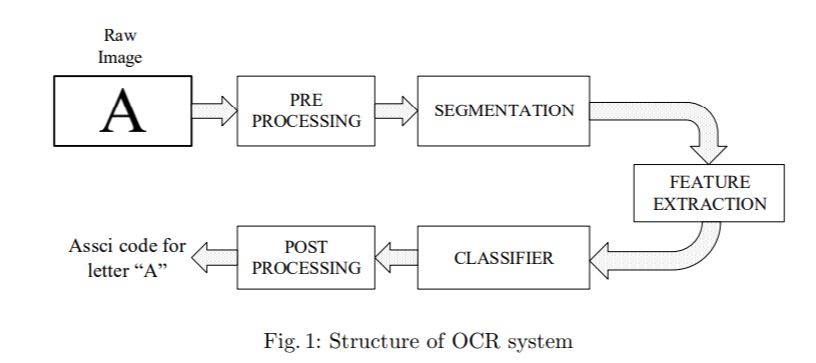 Raw
Image
A
PRE
PROCESSING
SEGMENTATION
FEATURE
EXTRACTION
CLASSIFIER
POST
PROCESSING
Assci code for
letter “A”
Fig. 1: Structure of OCR system